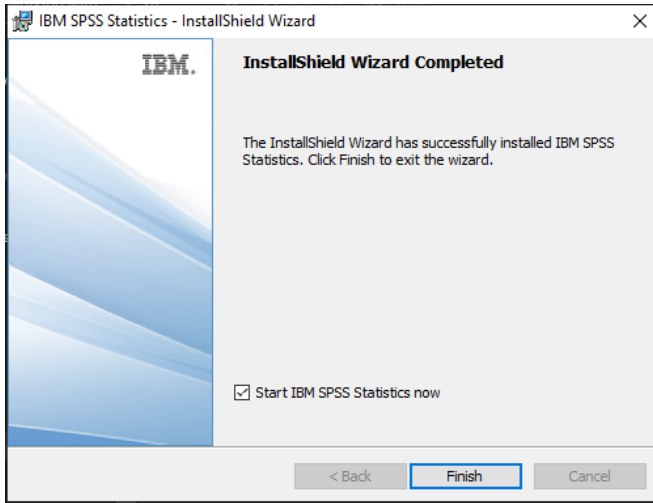 IBM SPSS Statistics - InstallShield Wizard
IBM.
InstallShield Wizard Completed
The InstallShield Wizard has successfully installed IBM SPSS
Statistics. Click Finish to exit the wizard.
Start IBM SPSS Statistics now
< Back
Finish
Cancel